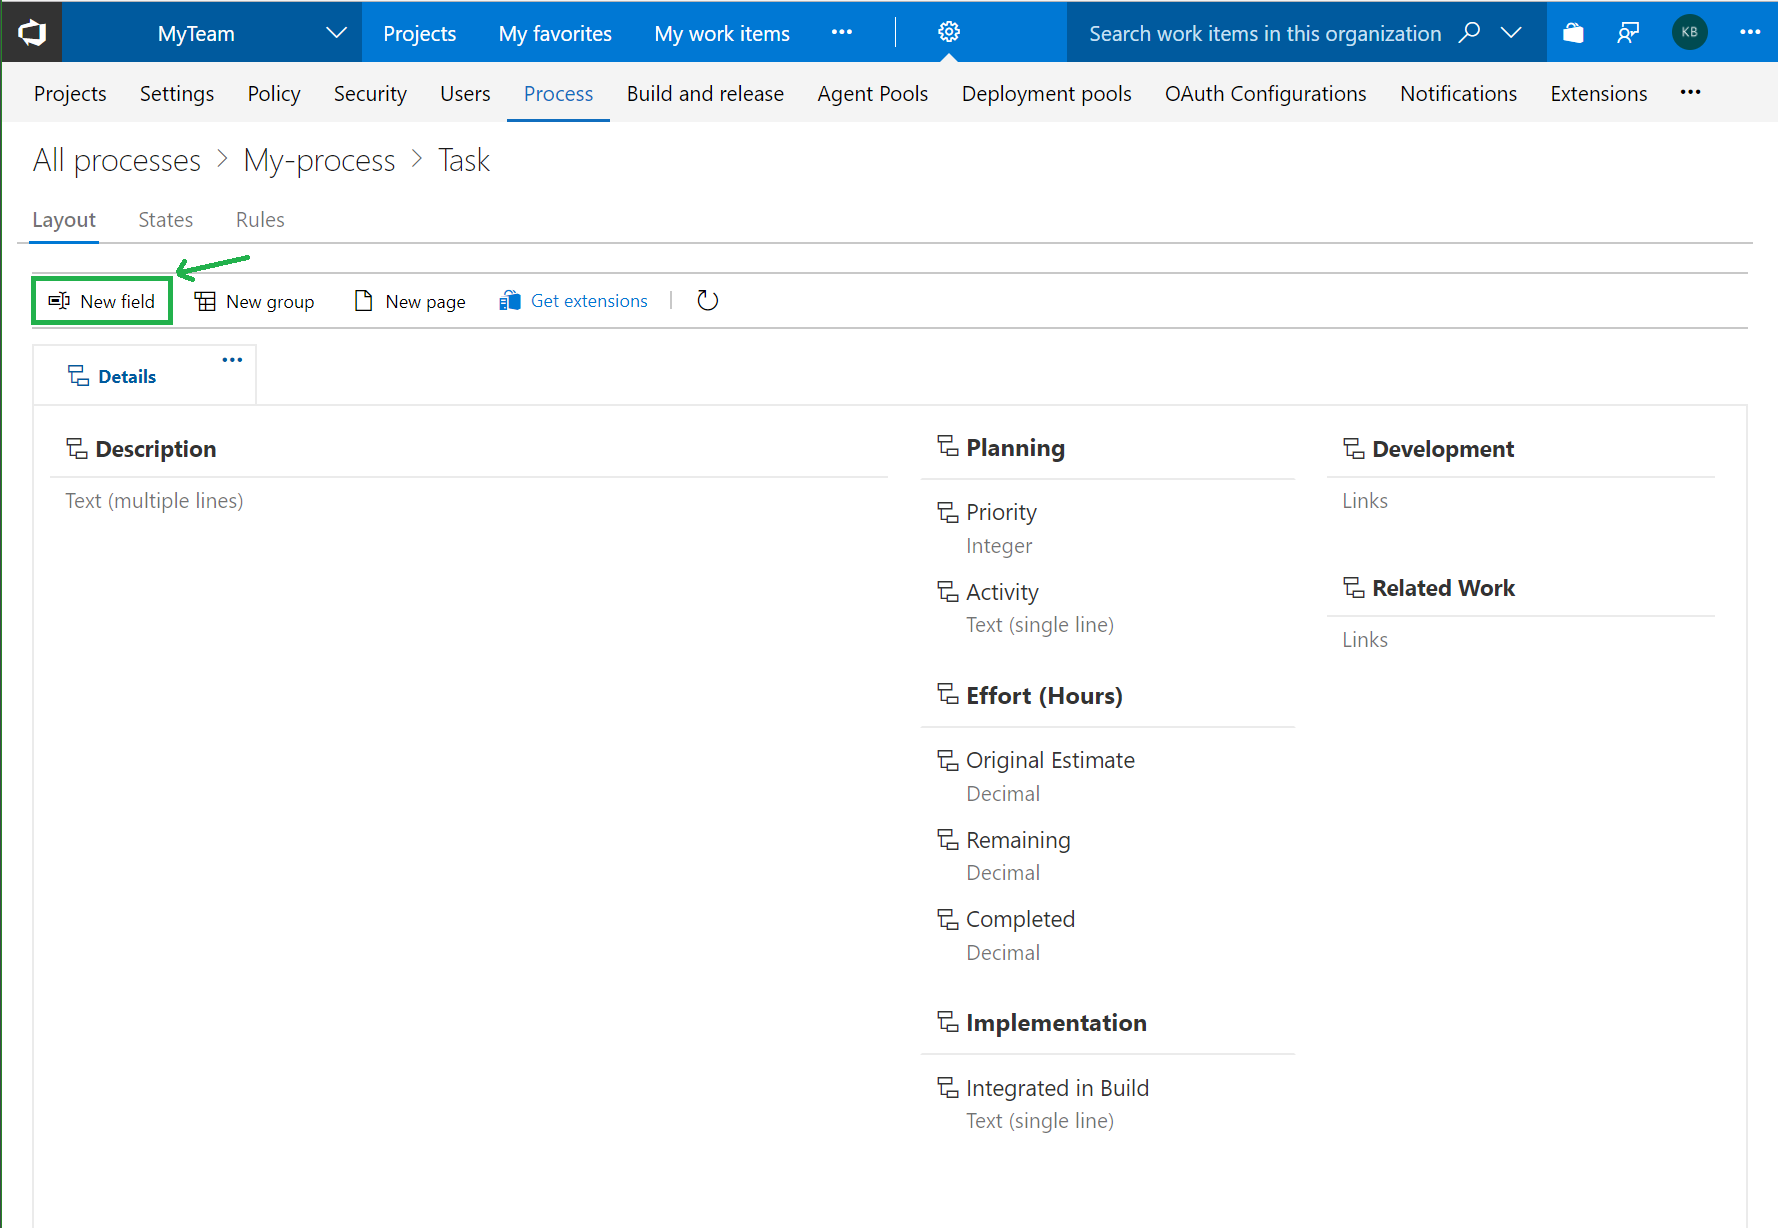 MyTeam Projects My favorites My work items ••• Search work items in this organization KB •••
Projects Settings Policy Security Users Process Build and release Agent Pools Deployment pools OAuth Configurations Notifications Extensions •••
All processes > My-process > Task
Layout States Rules
New field New group New page Get extensions
•••
Details
Description
Text (multiple lines)
Planning
Priority
Integer
Activity
Text (single line)
Effort (Hours)
Original Estimate
Decimal
Remaining
Decimal
Completed
Decimal
Implementation
Integrated in Build
Text (single line)
Development
Links
Related Work
Links